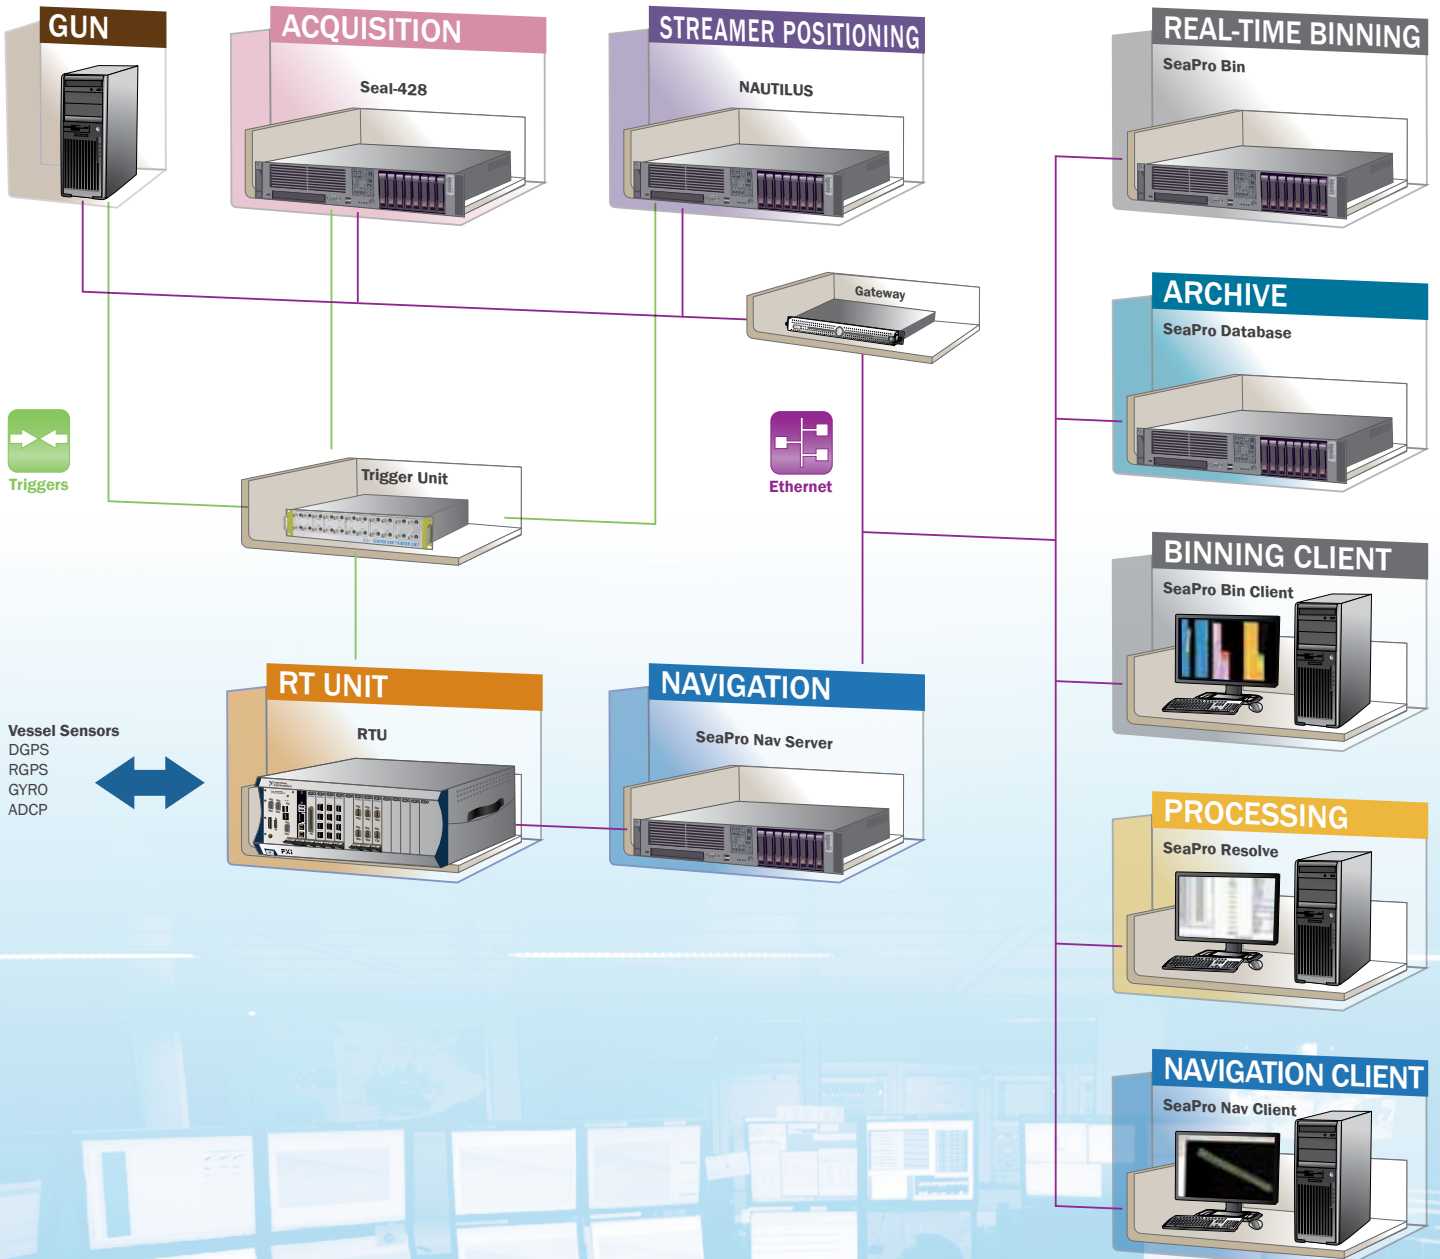 GUN
ACQUISITION
Seal-428
STREAMER POSITIONING
NAUTILUS
REAL-TIME BINNING
SeaPro Bin
Gateway
ARCHIVE
SeaPro Database
Triggers
Trigger Unit
Ethernet
BINNING CLIENT
SeaPro Bin Client
RT UNIT
RTU
NAVIGATION
SeaPro Nav Server
Vessel Sensors
DGPS
RGPS
GYRO
ADCP
PXI
PROCESSING
SeaPro Resolve
NAVIGATION CLIENT
SeaPro Nav Client